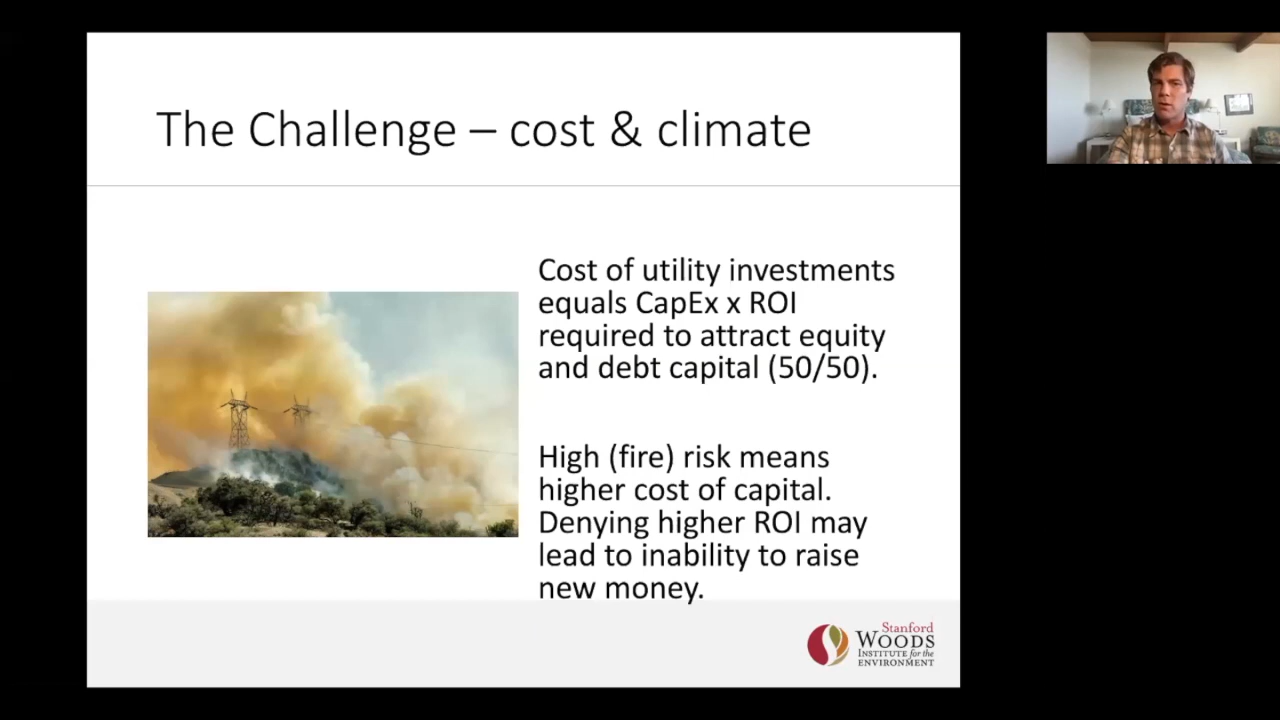 The Challenge – cost & climate
Cost of utility investments
equals CapEx x ROI
required to attract equity
and debt capital (50/50).
High (fire) risk means
higher cost of capital.
Denying higher ROI may
lead to inability to raise
new money.
Stanford
WOODS
INSTITUTE for the
ENVIRONMENT